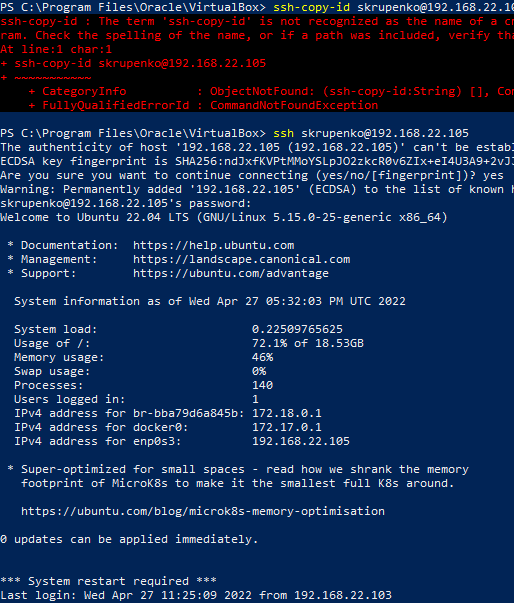 PS C:\Program Files\Oracle\VirtualBox> ssh-copy-id skrupenko@192.168.22.105
ssh-copy-id : The term 'ssh-copy-id' is not recognized as the name of a
ram. Check the spelling of the name, or if a path was included, verify
At line:1 char:1
+ ssh-copy-id skrupenko@192.168.22.105
+ ~~~~~~~~~~~
    + CategoryInfo          : ObjectNotFound: (ssh-copy-id:String) [],
    + FullyQualifiedErrorId : CommandNotFoundException
PS C:\Program Files\Oracle\VirtualBox> ssh skrupenko@192.168.22.105
The authenticity of host '192.168.22.105 (192.168.22.105)' can't be
ECDSA key fingerprint is
Are you sure you want to continue connecting (yes/no/[fingerprint])? yes
Warning: Permanently added '192.168.22.105' (ECDSA) to the list of known
skrupenko@192.168.22.105's password:
Welcome to Ubuntu 22.04 LTS (GNU/Linux 5.15.0-25-generic x86_64)
 * Documentation:  https://help.ubuntu.com
 * Management:     https://landscape.canonical.com
 * Support:        https://ubuntu.com/advantage
  System information as of Wed Apr 27 05:32:03 PM UTC 2022
  System load:                      0.22509765625
  Usage of /:                       72.1% of 18.53GB
  Memory usage:                     46%
  Swap usage:                       0%
  Processes:                        140
  Users logged in:                  1
  IPv4 address for br-bba79d6a845b: 172.18.0.1
  IPv4 address for docker0:         172.17.0.1
  IPv4 address for enp0s3:          192.168.22.105
 * Super-optimized for small spaces - read how we shrank the memory
   footprint of MicroK8s to make it the smallest full K8s around.
   https://ubuntu.com/blog/microk8s-memory-optimisation
0 updates can be applied immediately.
*** System restart required ***
Last login: Wed Apr 27 11:25:09 2022 from 192.168.22.103